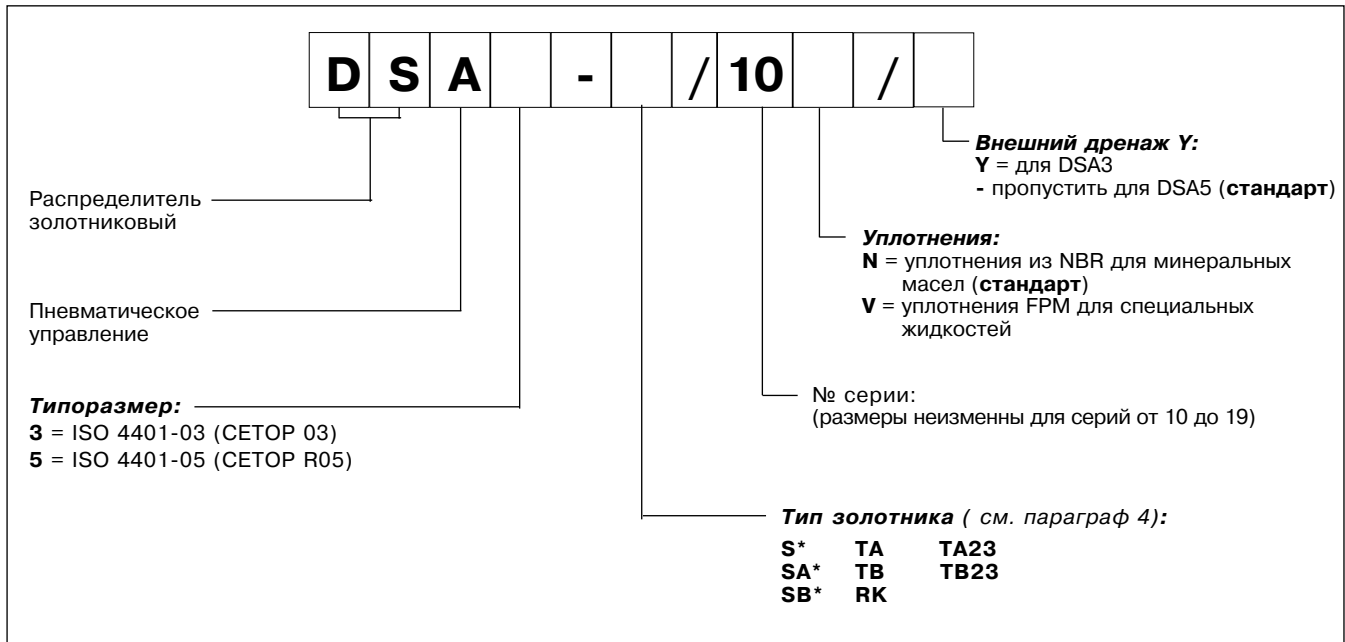 D S A - / 10 /
Внешний дренаж Y:
Y = для DSA3
- пропустить для DSA5 (стандарт)
Распределитель
золотниковый
Уплотнения:
N = уплотнения из NBR для минеральных
масел (стандарт)
V = уплотнения FPM для специальных
жидкостей
Пневматическое
управление
№ серии:
(размеры неизменны для серий от 10 до 19)
Типоразмер:
3 = ISO 4401-03 (CETOP 03)
5 = ISO 4401-05 (CETOP R05)
Тип золотника ( см. параграф 4):
S* TA TA23
SA* TB TB23
SB* RK